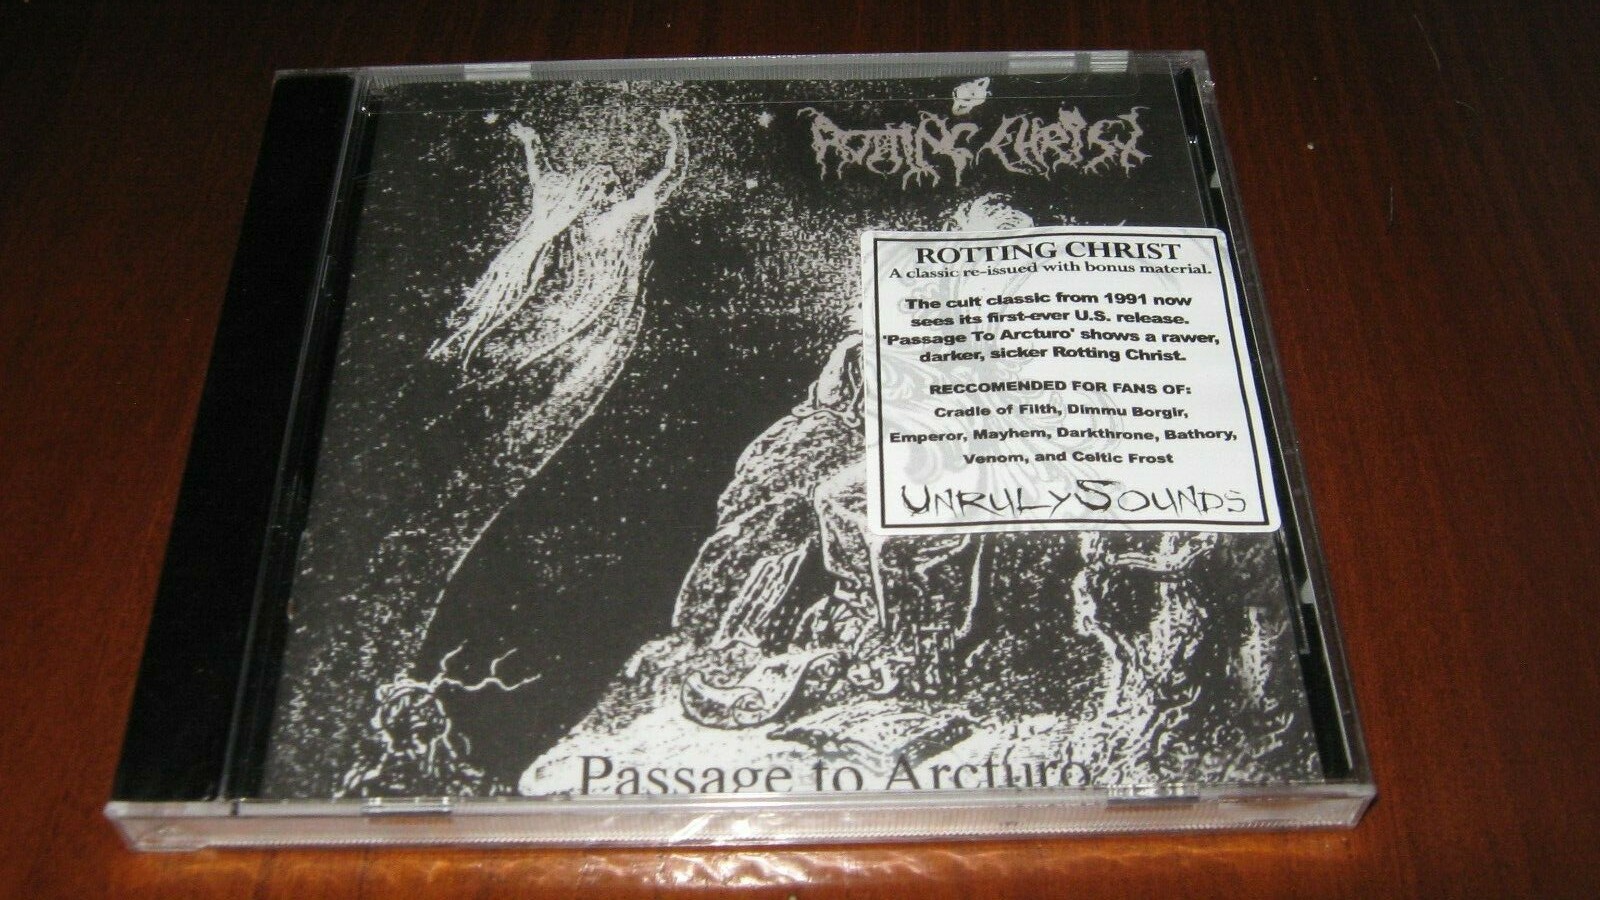 ROTTING CHRIST
ROTTING CHRIST
A classic re-issued with bonus material.
The cult classic from 1991 now
sees its first-ever U.S. release.
'Passage To Arcturo' shows a rawer,
darker, sicker Rotting Christ.
RECCOMENDED FOR FANS OF:
Cradle of Filth, Dimmu Borgir,
Emperor, Mayhem, Darkthrone, Bathory,
Venom, and Celtic Frost
UNRULY SOUNDS
Passage to Arcturo